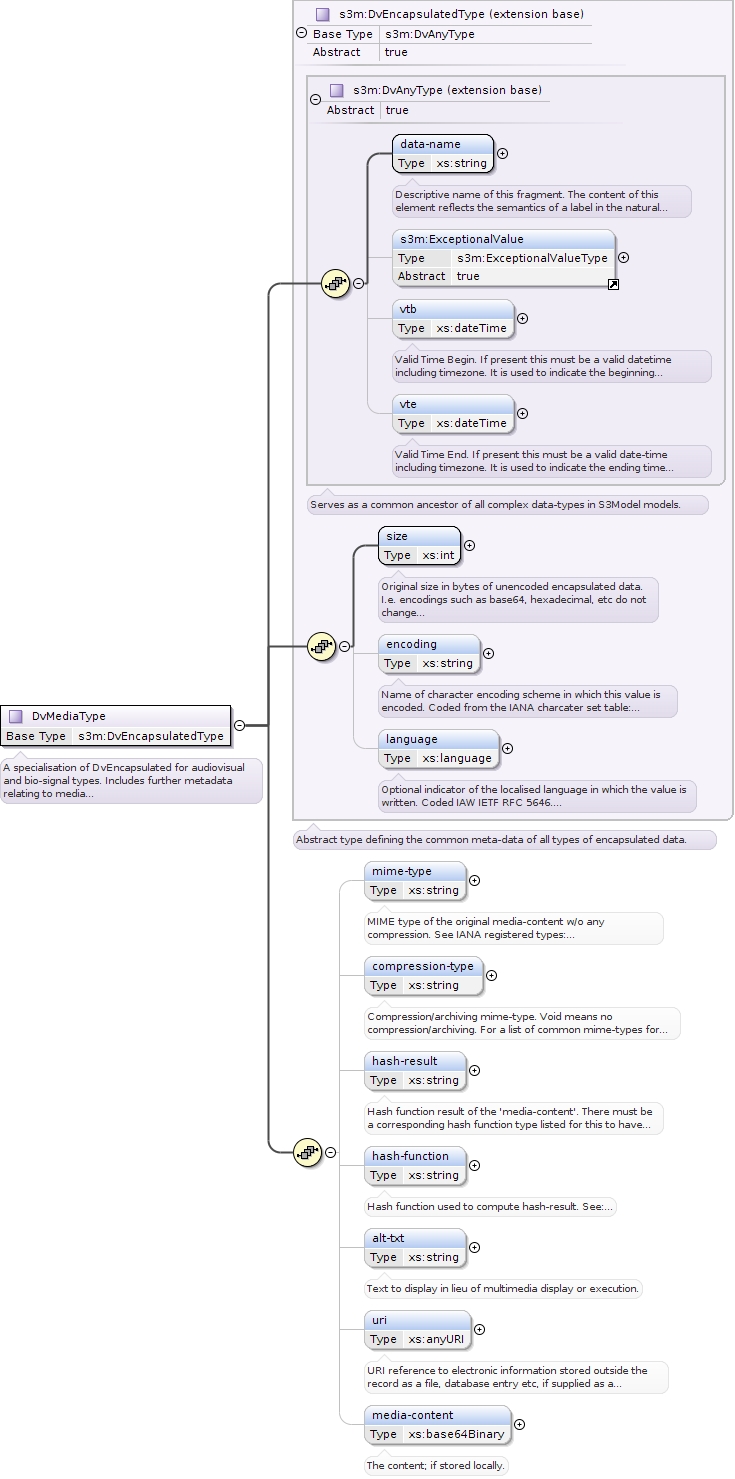 s3m:DvEncapsulatedType (extension base)
Base Type s3m:DvAnyType
Abstract true
s3m:DvAnyType (extension base)
Abstract true
data-name
Type xs:string
Descriptive name of this fragment. The content of this
element reflects the semantics of a label in the natural...
s3m:ExceptionalValue
Type s3m:ExceptionalValueType
Abstract true
vtb
Type xs:dateTime
Valid Time Begin. If present this must be a valid datetime
including timezone. It is used to indicate the beginning...
vte
Type xs:dateTime
Valid Time End. If present this must be a valid date-time
including timezone. It is used to indicate the ending time...
Serves as a common ancestor of all complex data-types in S3Model models.
size
Type xs:int
Original size in bytes of unencoded encapsulated data.
I.e. encodings such as base64, hexadecimal, etc do not
change...
encoding
Type xs:string
Name of character encoding scheme in which this value is
encoded. Coded from the IANA charcater set table:...
language
Type xs:language
Optional indicator of the localised language in which the value is
written. Coded IAW IETF RFC 5646....
Abstract type defining the common meta-data of all types of encapsulated data.
DvMediaType
Base Type s3m:DvEncapsulatedType
A specialisation of DvEncapsulated for audiovisual
and bio-signal types. Includes further metadata
relating to media...
mime-type
Type xs:string
MIME type of the original media-content w/o any
compression. See IANA registered types:...
compression-type
Type xs:string
Compression/archiving mime-type. Void means no
compression/archiving. For a list of common mime-types for...
hash-result
Type xs:string
Hash function result of the 'media-content'. There must be
a corresponding hash function type listed for this to have...
hash-function
Type xs:string
Hash function used to compute hash-result. See:...
alt-txt
Type xs:string
Text to display in lieu of multimedia display or execution.
uri
Type xs:anyURI
URI reference to electronic information stored outside the
record as a file, database entry etc, if supplied as a...
media-content
Type xs:base64Binary
The content; if stored locally.